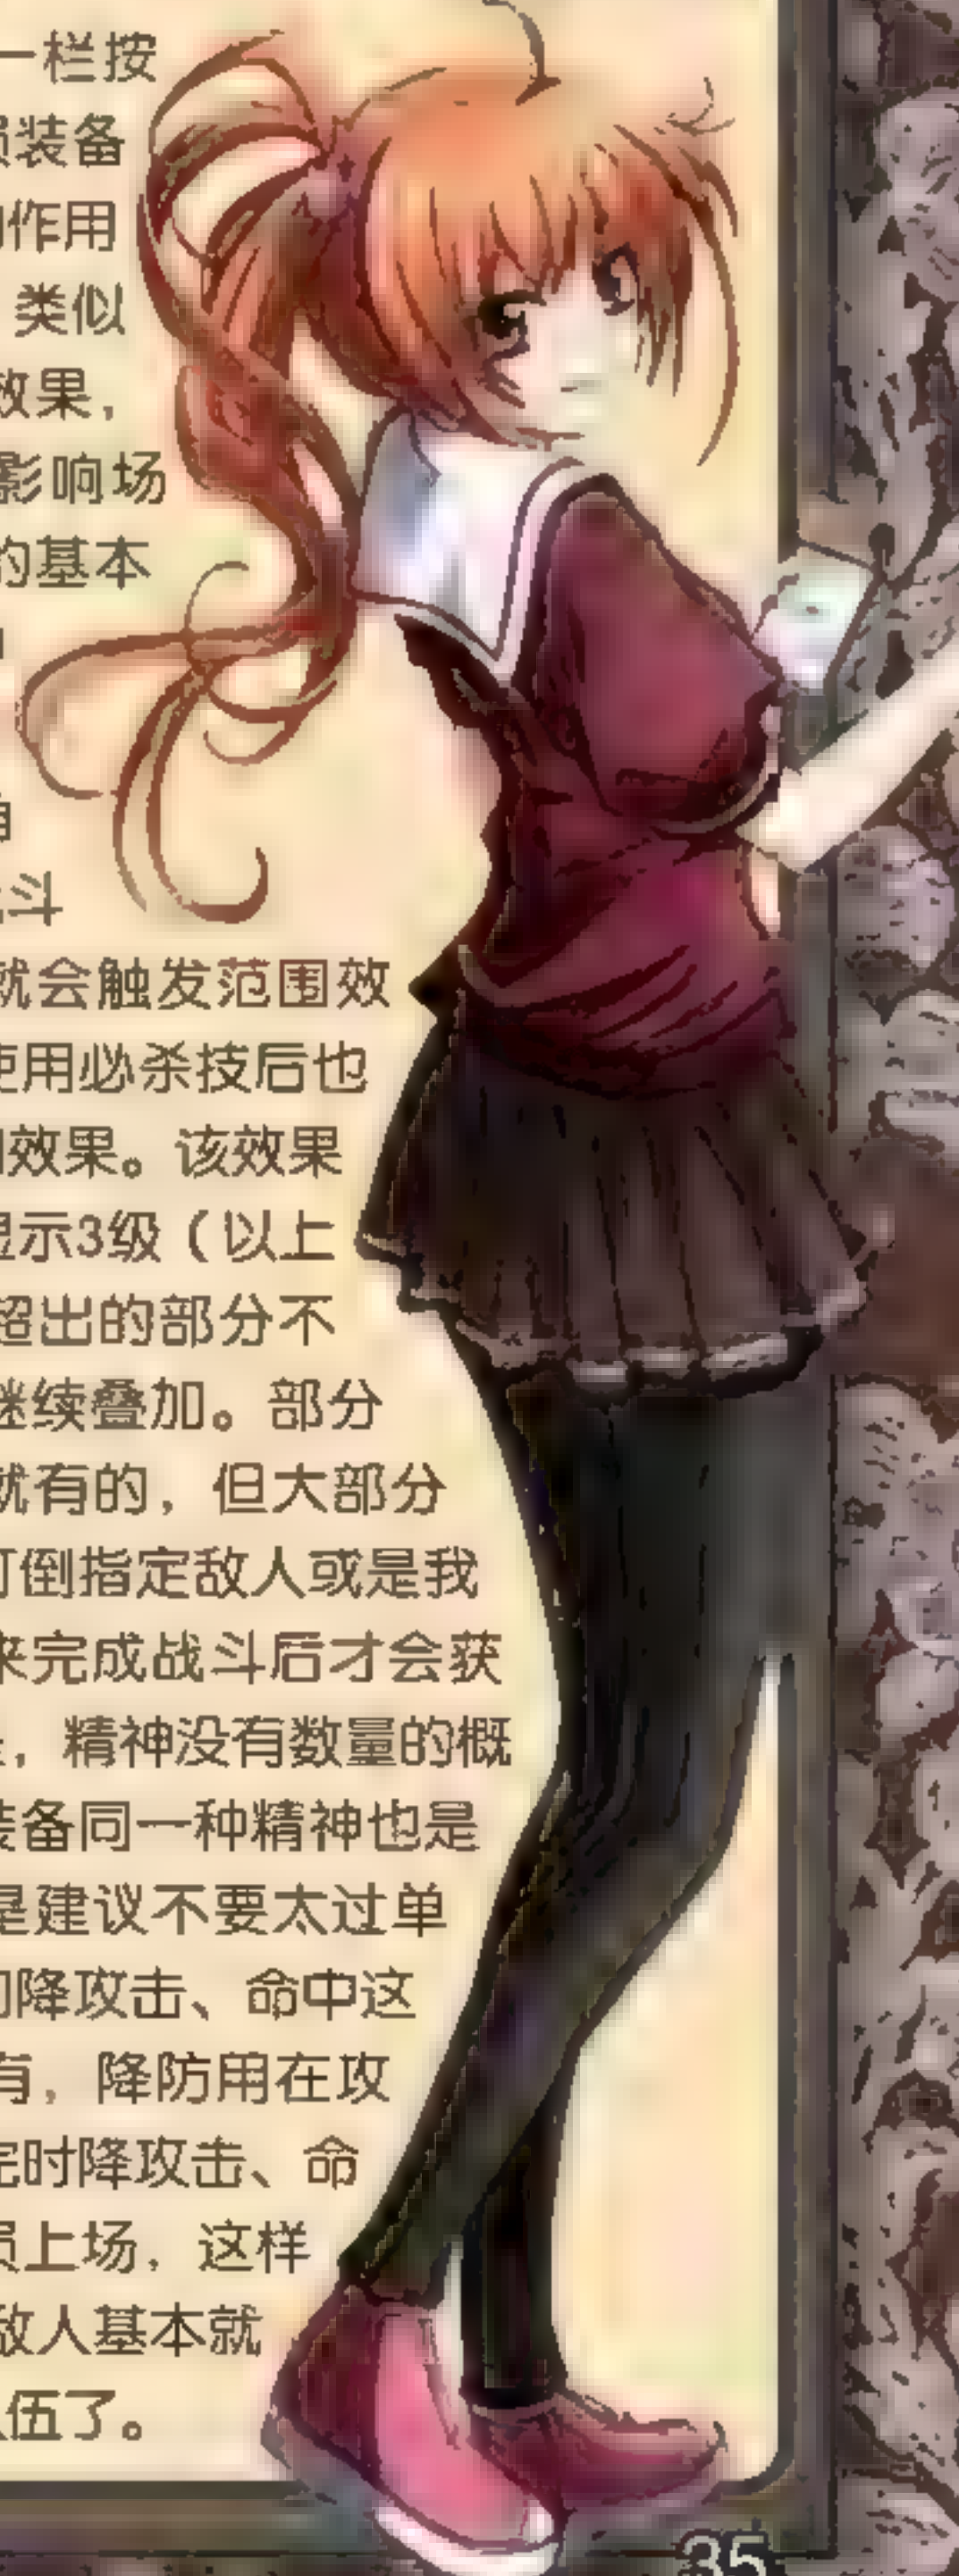 一栏按
装备
作用
类似
效果，
影响场
的基本
斗
就会触发范围效
使用必杀技后也
效果。该效果
显示3级（以上
超出的部分不
继续叠加。部分
就有的，但大部分
打倒指定敌人或是我
来完成战斗后才会获
，精神没有数量的概
装备同一种精神也是
是建议不要太过单
降攻击、命中这
有，降防用在攻
完时降攻击、命
员上场，这样
敌人基本就
伍了。
35